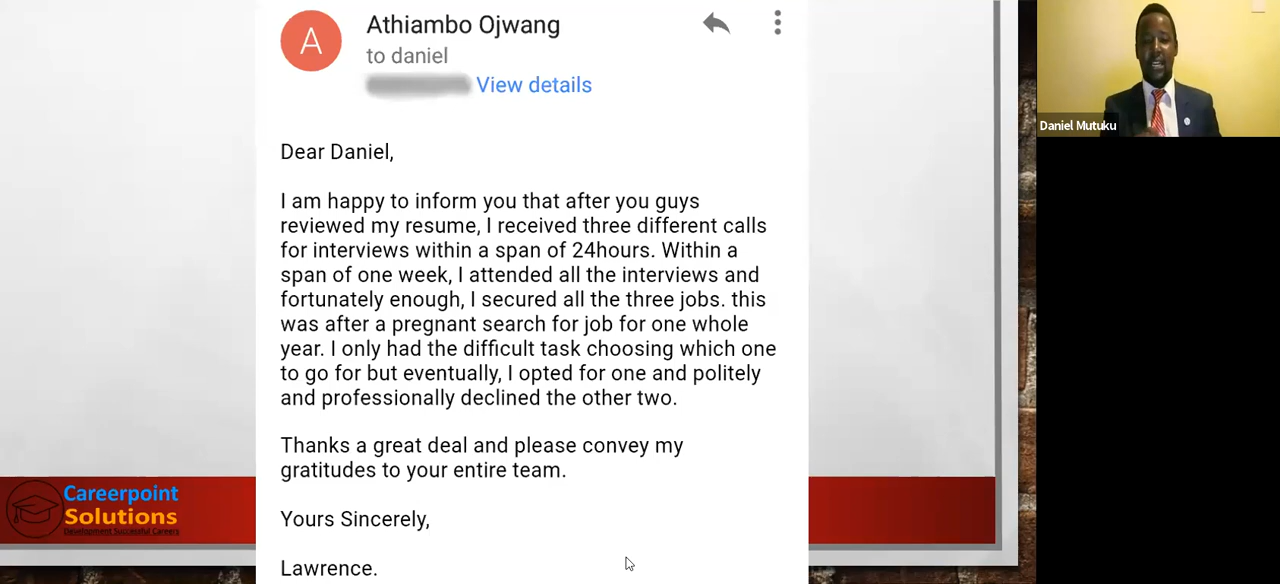 A
Athiambo Ojwang
to daniel
View details
Dear Daniel,
I am happy to inform you that after you guys
reviewed my resume, I received three different calls
for interviews within a span of 24hours. Within a
span of one week, I attended all the interviews and
fortunately enough, I secured all the three jobs. this
was after a pregnant search for job for one whole
year. I only had the difficult task choosing which one
to go for but eventually, I opted for one and politely
and professionally declined the other two.
Thanks a great deal and please convey my
gratitudes to your entire team.
Yours Sincerely,
Lawrence.
Careerpoint
Solutions
Development Successful Careers
Daniel Mutuku